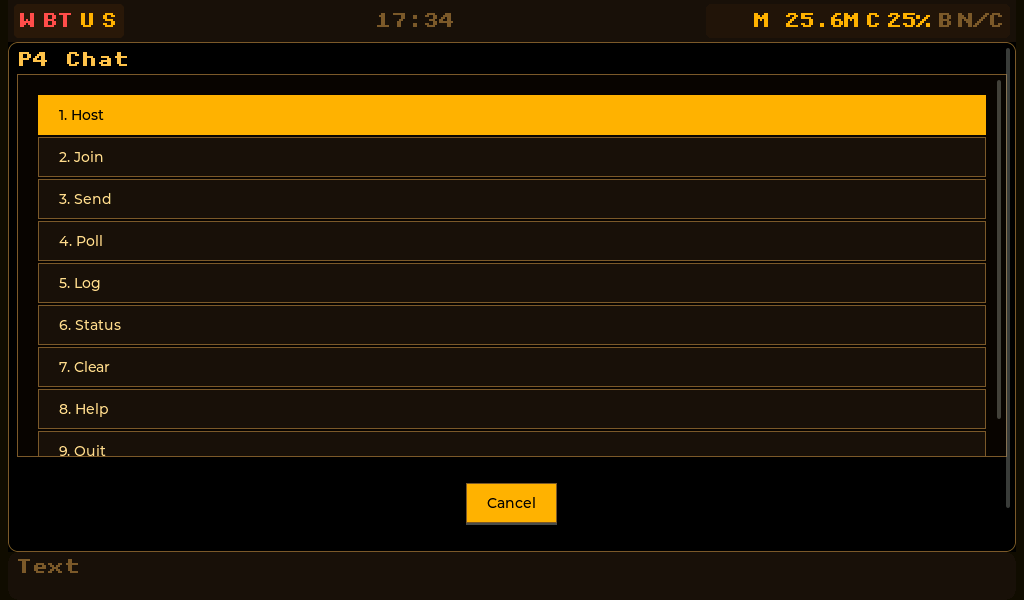 W BT U S 17:34 M 25.6M C 25% B N/C
P4 Chat
1. Host
2. Join
3. Send
4. Poll
5. Log
6. Status
7. Clear
8. Help
9. Quit
Cancel
Text